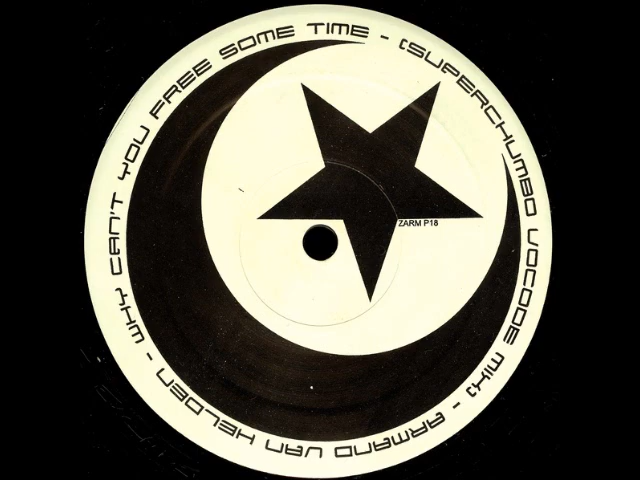 WHY CAN'T YOU FREE SOME TIME - (SUPERCHUMBO VOCODE MIX) - ARMAND VAN HELDEN -
ZARM P18